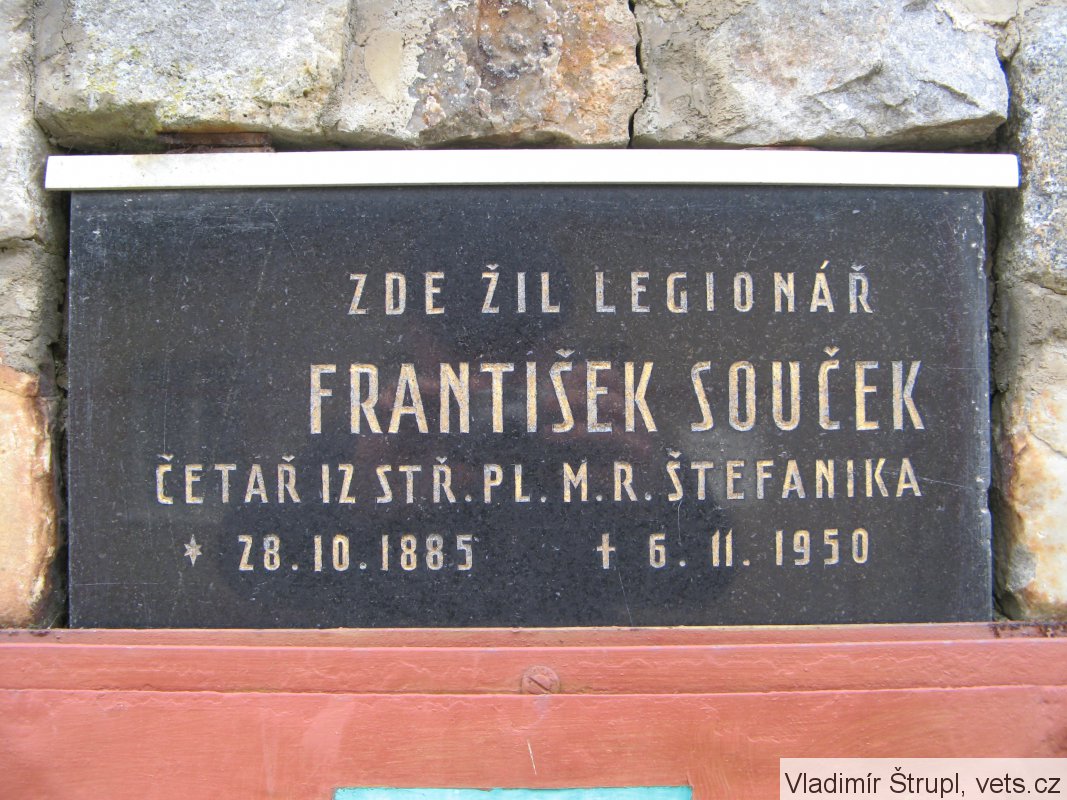 ZDE ŽIL LEGIONÁŘ
FRANTIŠEK SOUČEK
ČETAŘ IZ STŘ. PL. M.R. ŠTEFANIKA
* 28.10.1885 † 6.11.1950
Vladimír Štrupl, vets.cz